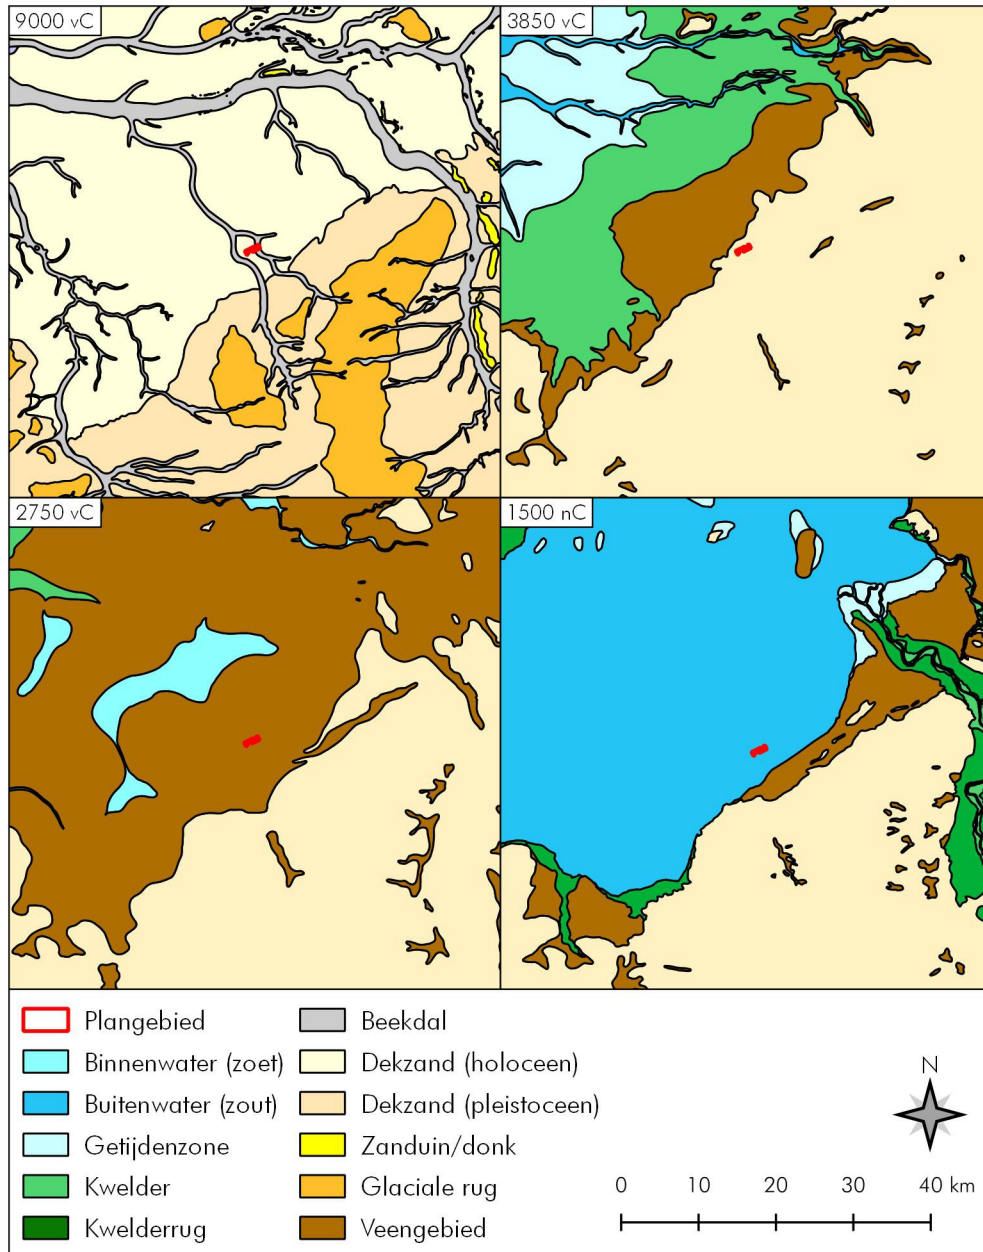 9000 vC
3850 vC
2750 vC
1500 nC
Plangebied
Binnenwater (zoet)
Buitenwater (zout)
Getijdenzone
Kwelder
Kwelderrug
Beekdal
Dekzand (holoceen)
Dekzand (pleistoceen)
Zanduin/donk
Glaciale rug
Veengebied
N
0 10 20 30 40 km